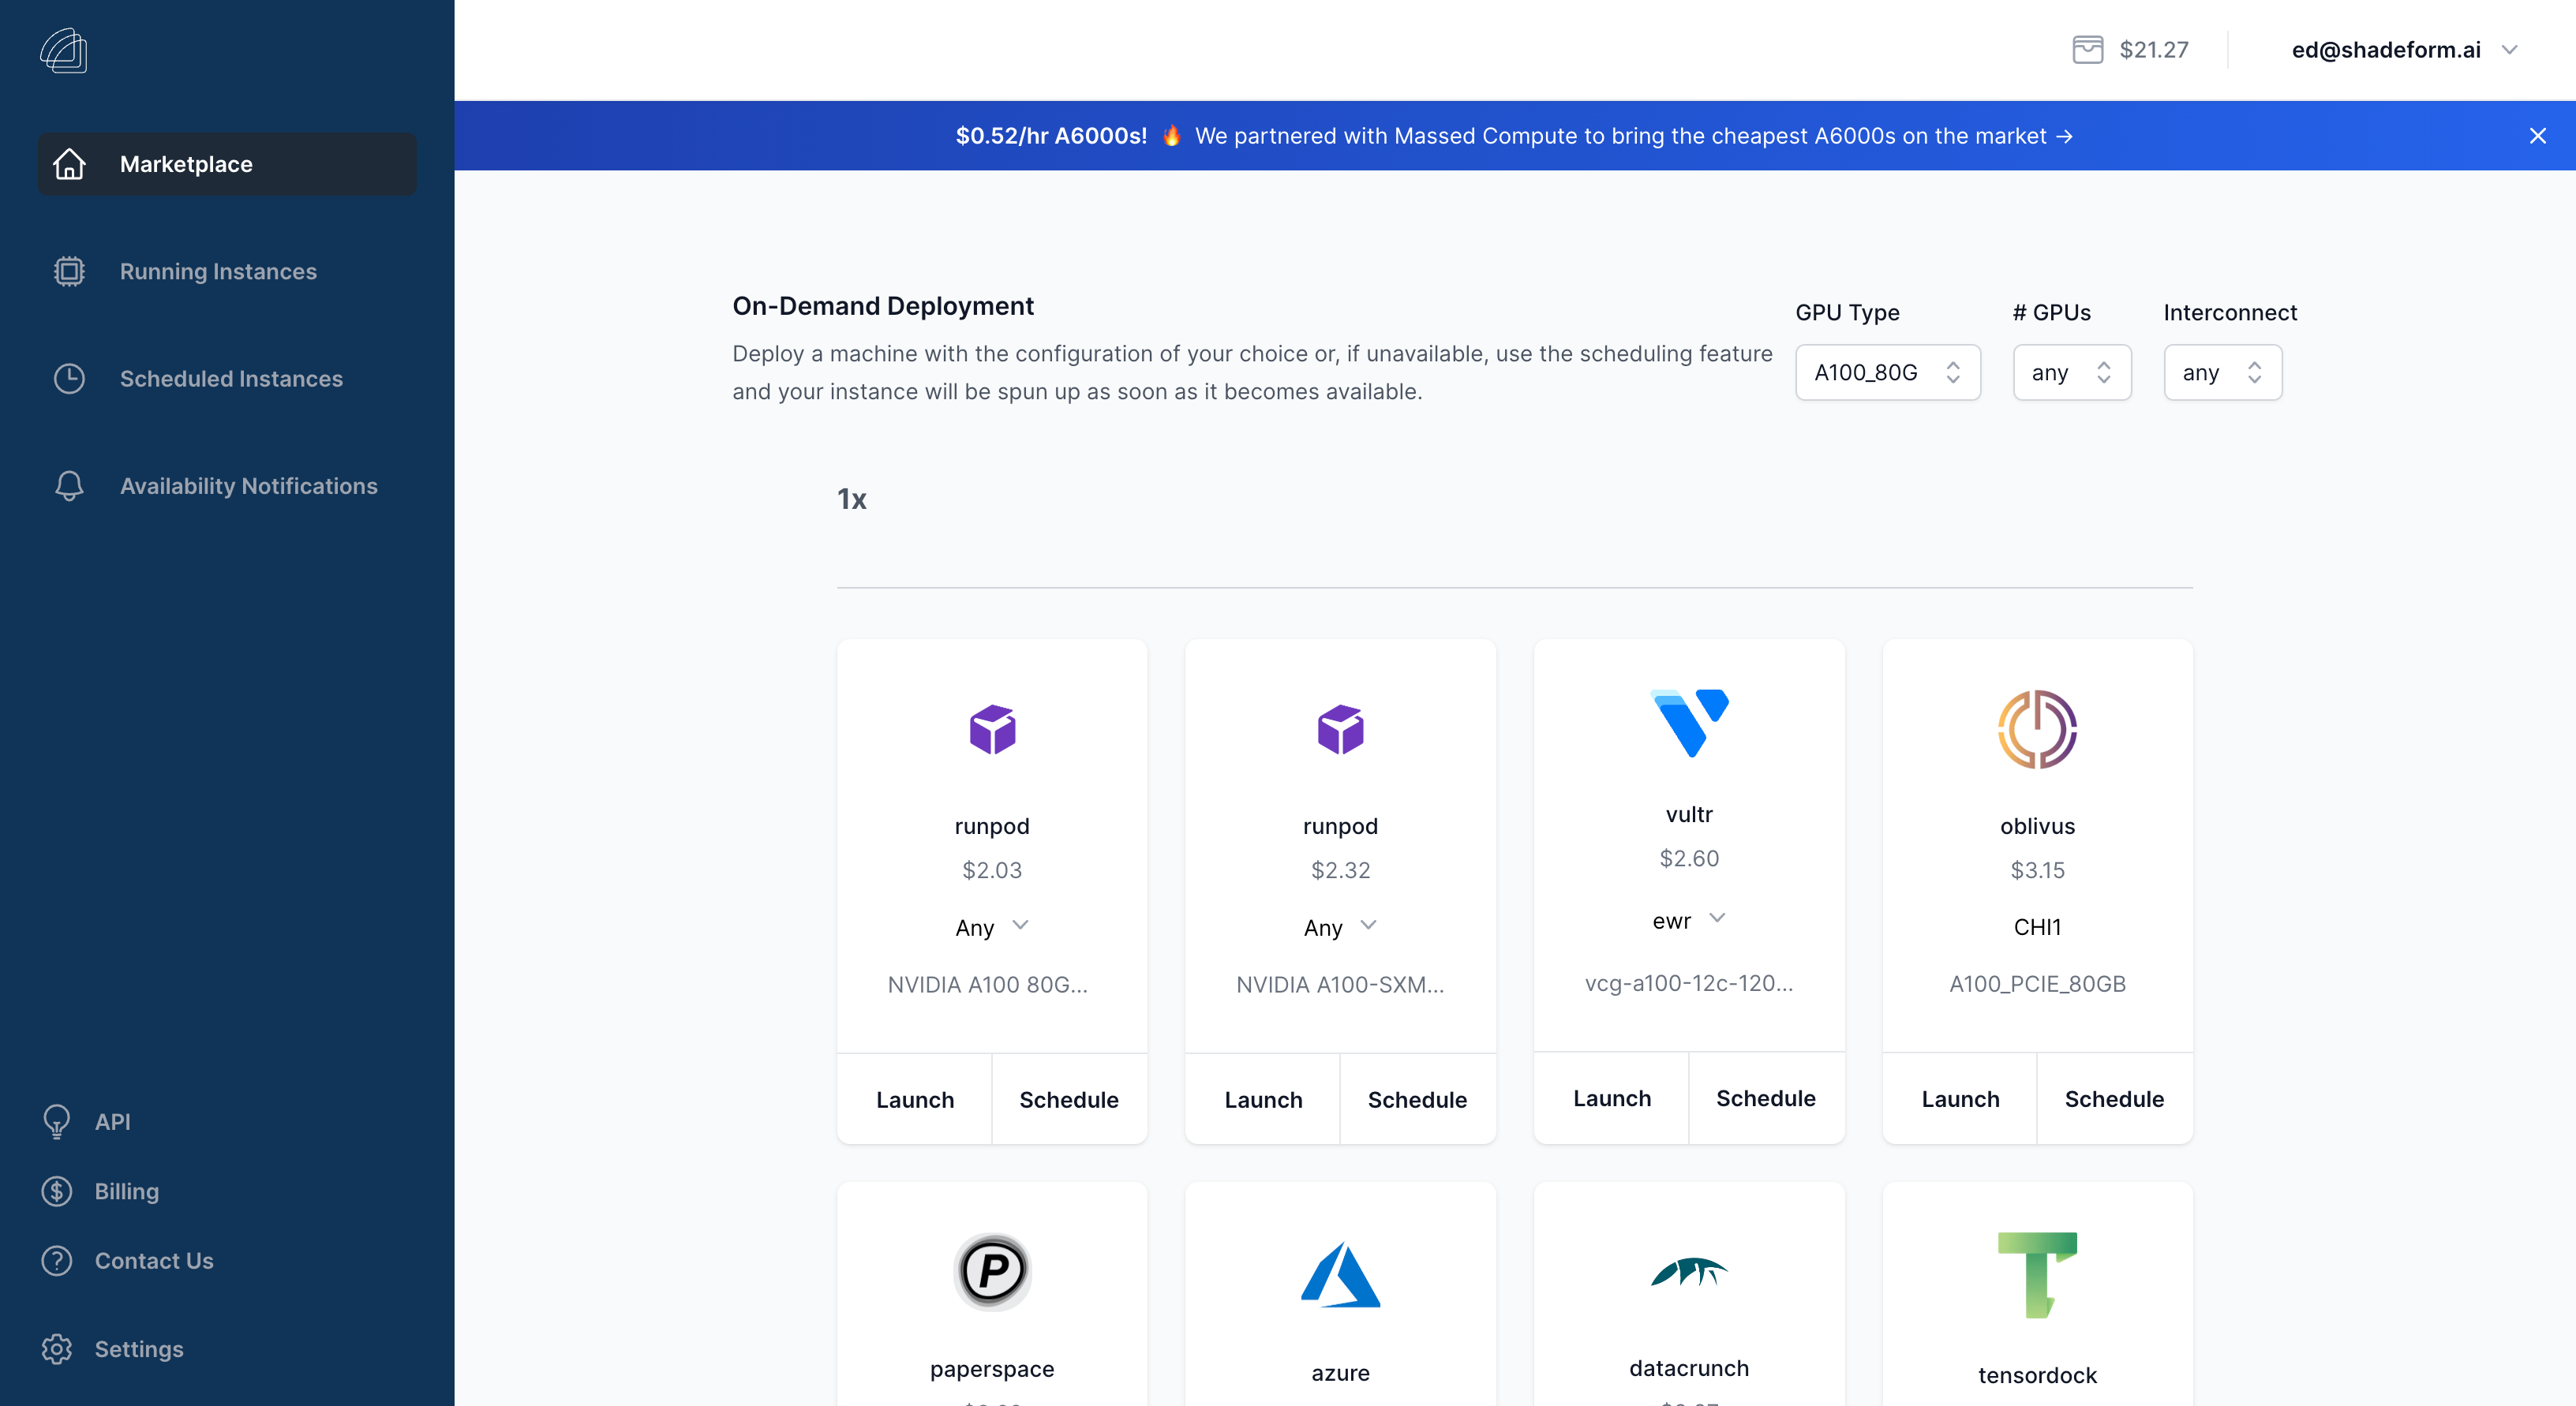 $21.27
ed@shadeform.ai
$0.52/hr A6000s! 🔥 We partnered with Massed Compute to bring the cheapest A6000s on the market →
Marketplace
Running Instances
Scheduled Instances
Availability Notifications
API
Billing
Contact Us
Settings
On-Demand Deployment
Deploy a machine with the configuration of your choice or, if unavailable, use the scheduling feature
and your instance will be spun up as soon as it becomes available.
GPU Type
# GPUs
Interconnect
A100_80G
any
any
1x
runpod
$2.03
Any
NVIDIA A100 80G...
Launch
Schedule
runpod
$2.32
Any
NVIDIA A100-SXM...
Launch
Schedule
vultr
$2.60
ewr
vcg-a100-12c-120...
Launch
Schedule
oblivus
$3.15
CHI1
A100_PCIE_80GB
Launch
Schedule
P
paperspace
azure
datacrunch
tensordock